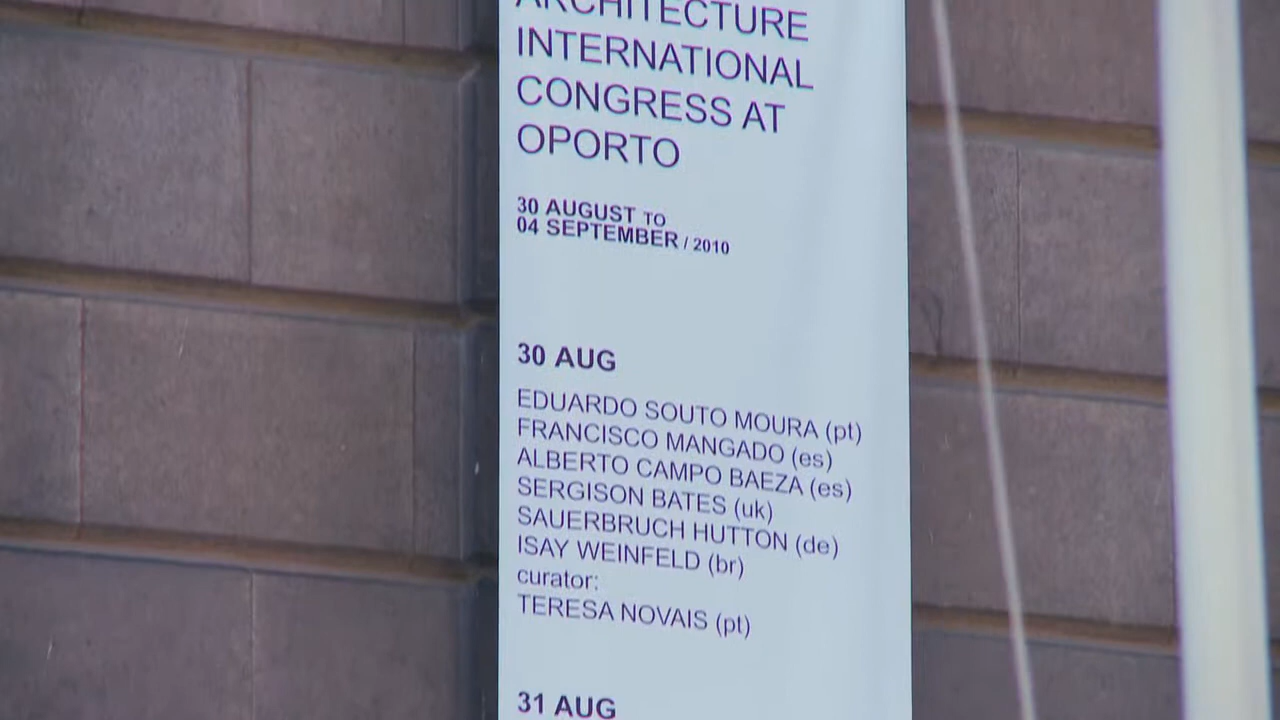 ARCHITECTURE
INTERNATIONAL
CONGRESS AT
OPORTO
30 AUGUST TO
04 SEPTEMBER / 2010
30 AUG
EDUARDO SOUTO MOURA (pt)
FRANCISCO MANGADO (es)
ALBERTO CAMPO BAEZA (es)
SERGISON BATES (uk)
SAUERBRUCH HUTTON (de)
ISAY WEINFELD (br)
curator:
TERESA NOVAIS (pt)
31 AUG